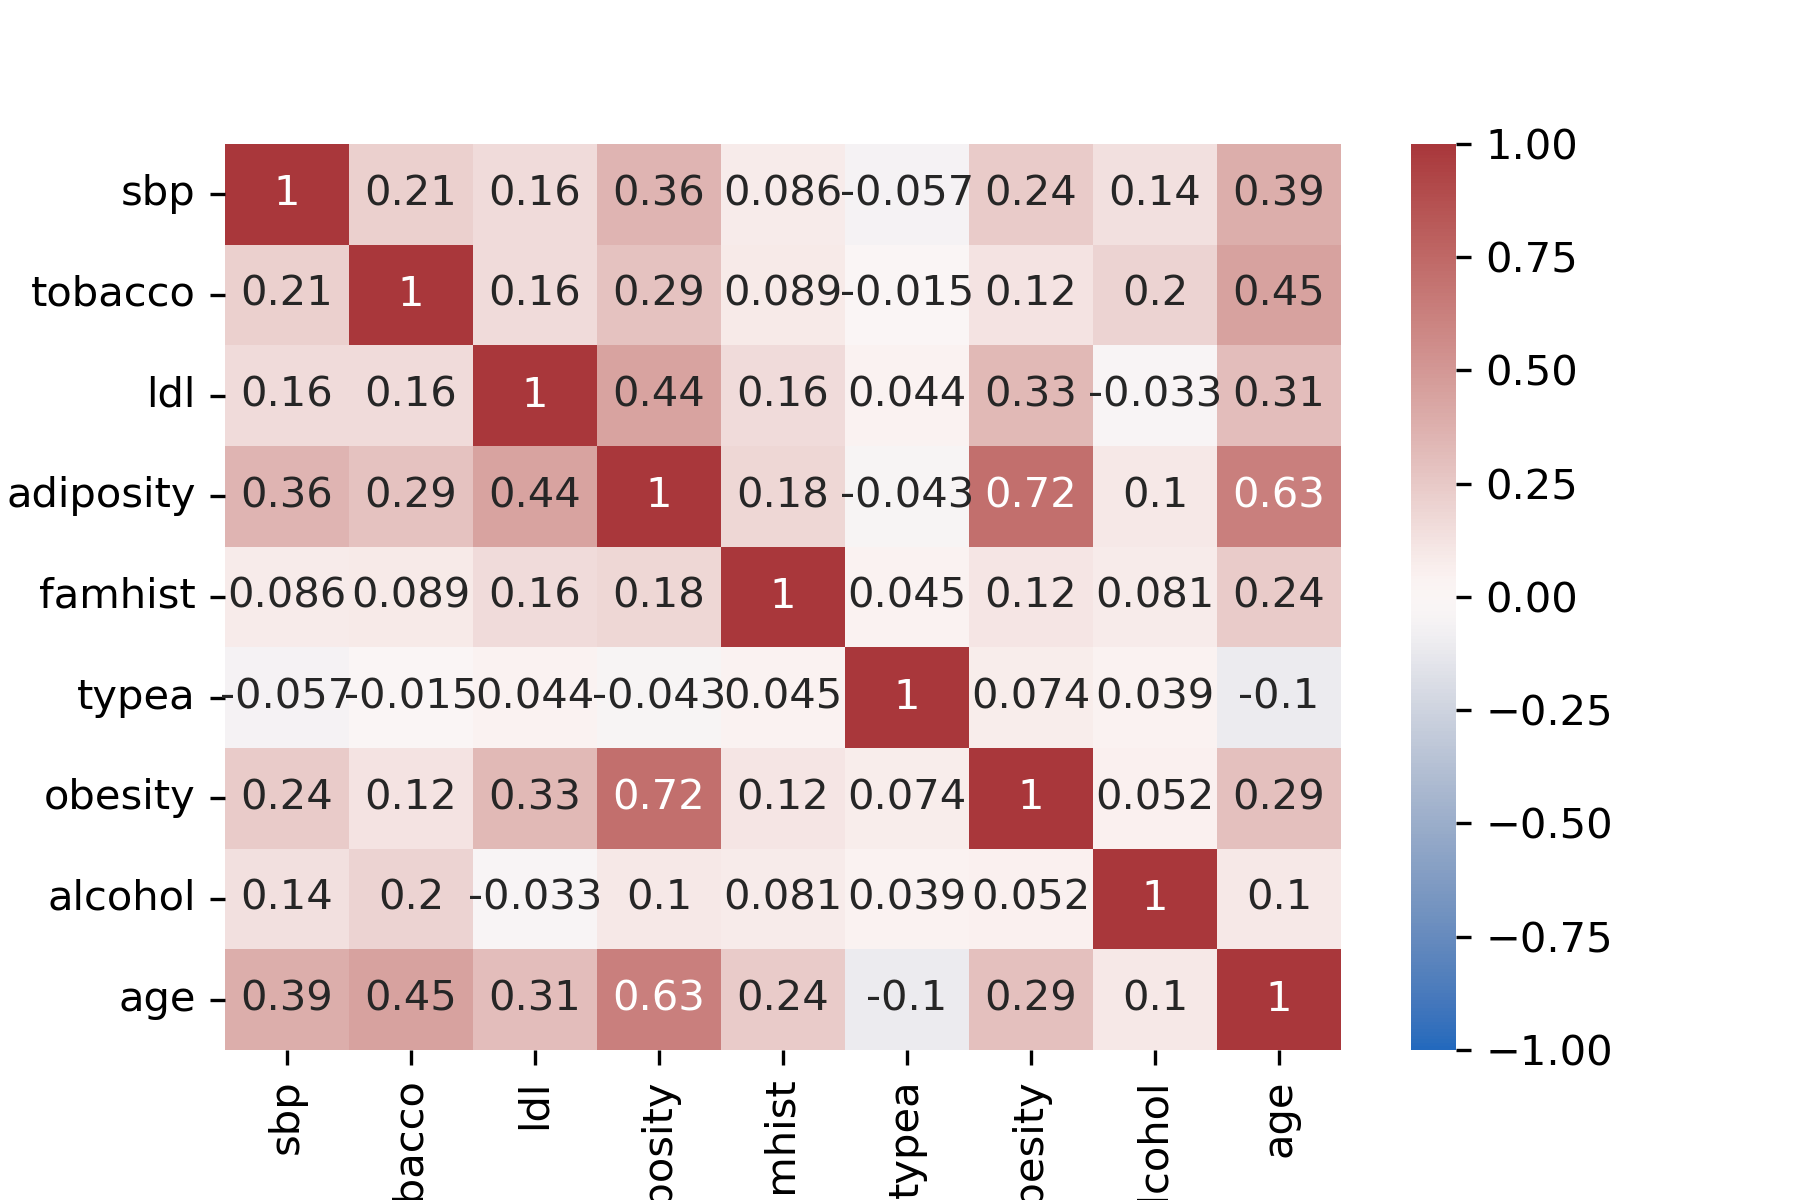 sbp 1 0.21 0.16 0.36 0.086 -0.057 0.24 0.14 0.39
tobacco 0.21 1 0.16 0.29 0.089 -0.015 0.12 0.2 0.45
ldl 0.16 0.16 1 0.44 0.16 0.044 0.33 -0.033 0.31
adiposity 0.36 0.29 0.44 1 0.18 -0.043 0.72 0.1 0.63
famhist 0.086 0.089 0.16 0.18 1 0.045 0.12 0.081 0.24
typea -0.057 -0.015 0.044 -0.043 0.045 1 0.074 0.039 -0.1
obesity 0.24 0.12 0.33 0.72 0.12 0.074 1 0.052 0.29
alcohol 0.14 0.2 -0.033 0.1 0.081 0.039 0.052 1 0.1
age 0.39 0.45 0.31 0.63 0.24 -0.1 0.29 0.1 1
sbp
bacco
ldl
posity
mhist
typea
besity
lcohol
age
1.00
0.75
0.50
0.25
0.00
−0.25
−0.50
−0.75
−1.00